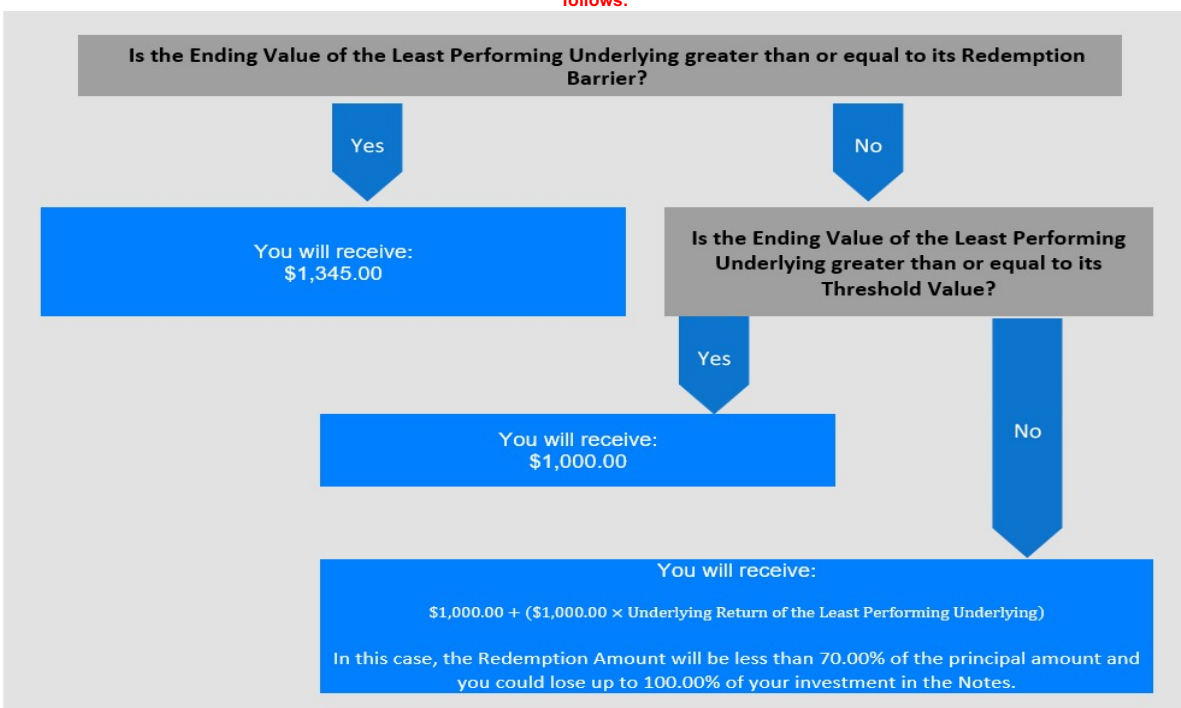 follows:
Is the Ending Value of the Least Performing Underlying greater than or equal to its Redemption
Barrier?
Yes
No
You will receive:
$1,345.00
Is the Ending Value of the Least Performing
Underlying greater than or equal to its
Threshold Value?
Yes
No
You will receive:
$1,000.00
You will receive:
$1,000.00 + ($1,000.00 × Underlying Return of the Least Performing Underlying)
In this case, the Redemption Amount will be less than 70.00% of the principal amount and
you could lose up to 100.00% of your investment in the Notes.